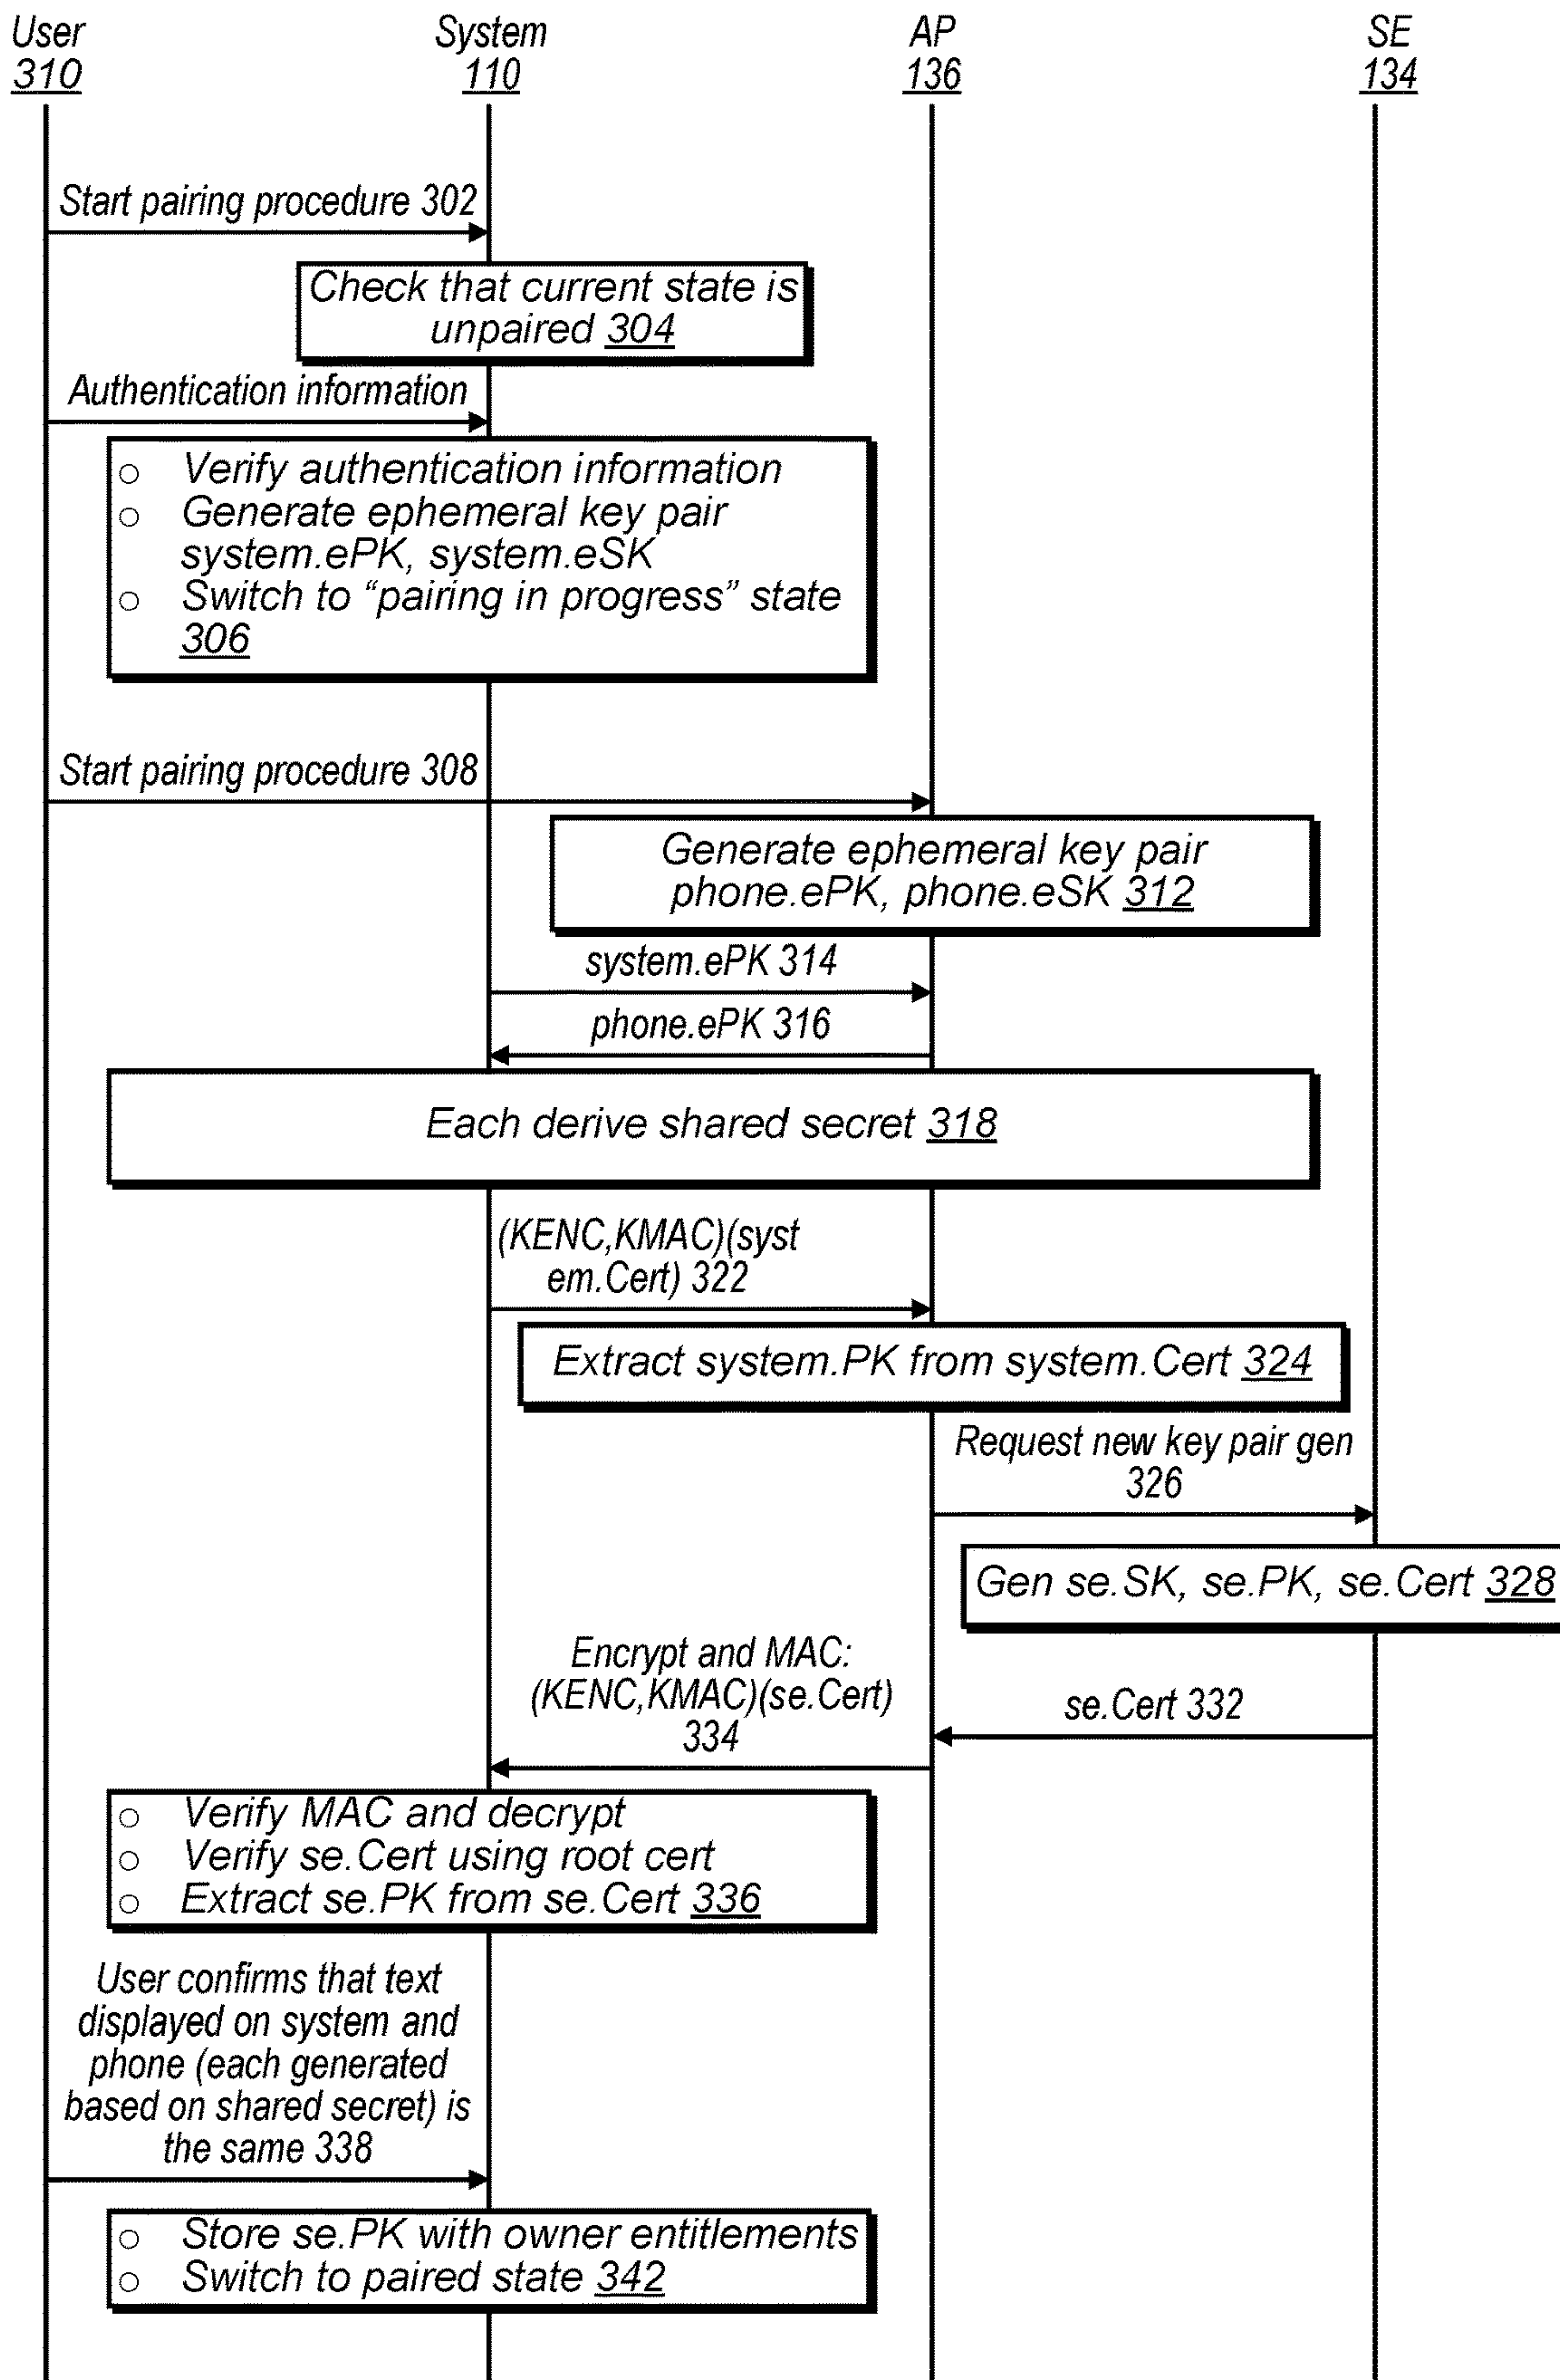 User
310
System
110
AP
136
SE
134
Start pairing procedure 302
Check that current state is
unpaired 304
Authentication information
○ Verify authentication information
○ Generate ephemeral key pair
system.ePK, system.eSK
○ Switch to “pairing in progress” state
306
Start pairing procedure 308
Generate ephemeral key pair
phone.ePK, phone.eSK 312
system.ePK 314
phone.ePK 316
Each derive shared secret 318
(KENC,KMAC)(syst
em.Cert) 322
Extract system.PK from system.Cert 324
Request new key pair gen
326
Gen se.SK, se.PK, se.Cert 328
se.Cert 332
Encrypt and MAC:
(KENC,KMAC)(se.Cert)
334
○ Verify MAC and decrypt
○ Verify se.Cert using root cert
○ Extract se.PK from se.Cert 336
User confirms that text
displayed on system and
phone (each generated
based on shared secret) is
the same 338
○ Store se.PK with owner entitlements
○ Switch to paired state 342